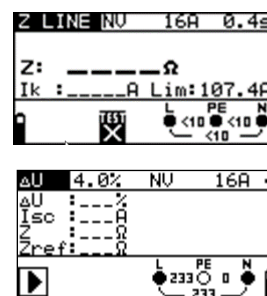 Z LINE NV 16A 0.4s
Z: ____Ω
Ik :_____A Lim:107.4A
TEST
L PE N
<10 <10
<10
ΔU 4.0% NV 16A
ΔU :___%
Isc :___A
Z :___Ω
Zref:___Ω
L PE N
233 0
233